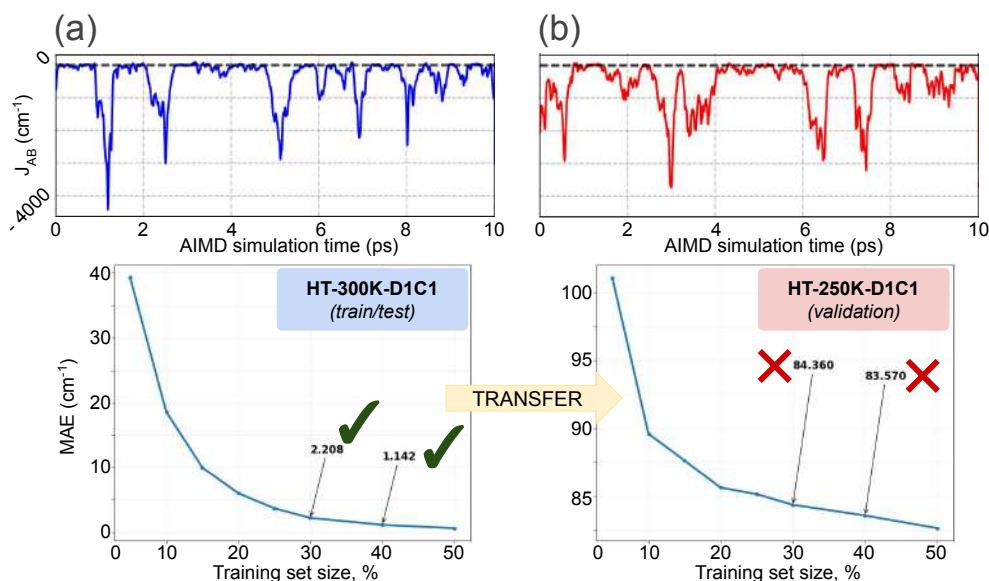 (a)
(b)
0
- 4000
J_AB (cm⁻¹)
0 2 4 6 8 10
AIMD simulation time (ps)
0 2 4 6 8 10
AIMD simulation time (ps)
HT-300K-D1C1
(train/test)
40
30
20
10
0
MAE (cm⁻¹)
2.208
1.142
0 10 20 30 40 50
Training set size, %
TRANSFER
HT-250K-D1C1
(validation)
100
95
90
85
84.360
83.570
0 10 20 30 40 50
Training set size, %